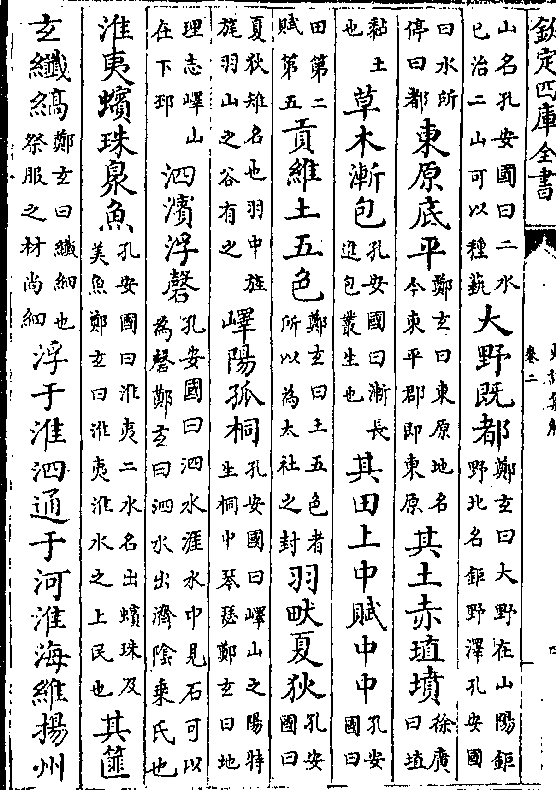 欽定四庫全書
卷二
山名孔安國曰二水已治二山可以種蓺大野既都鄭玄曰大野在山陽鉅野北名鉅野澤孔安國
曰水所停曰都東原底平鄭玄曰東原地名今東平郡即東原其土赤埴墳徐廣曰埴
黏土也草木漸包孔安國曰漸長進包叢生也其田上中賦中中孔安國曰
田第二賦第五貢維土五色鄭玄曰土五色者所以為太社之封羽畎夏狄孔安國曰
夏狄雉名也羽中旌旄羽山之谷有之嶧陽孤桐孔安國曰嶧山之陽特生桐中琴瑟鄭玄曰地
理志嶧山在下邳泗濱浮磬孔安國曰泗水涯水中見石可以為磬鄭玄曰泗水出濟陰乘氏也
淮夷蠙珠臮魚孔安國曰淮夷二水名出蠙珠及美魚鄭玄曰淮夷淮水之上民也其篚
玄纖縞鄭玄曰纖細也祭服之材尚細浮于淮泗通于河淮海維揚州